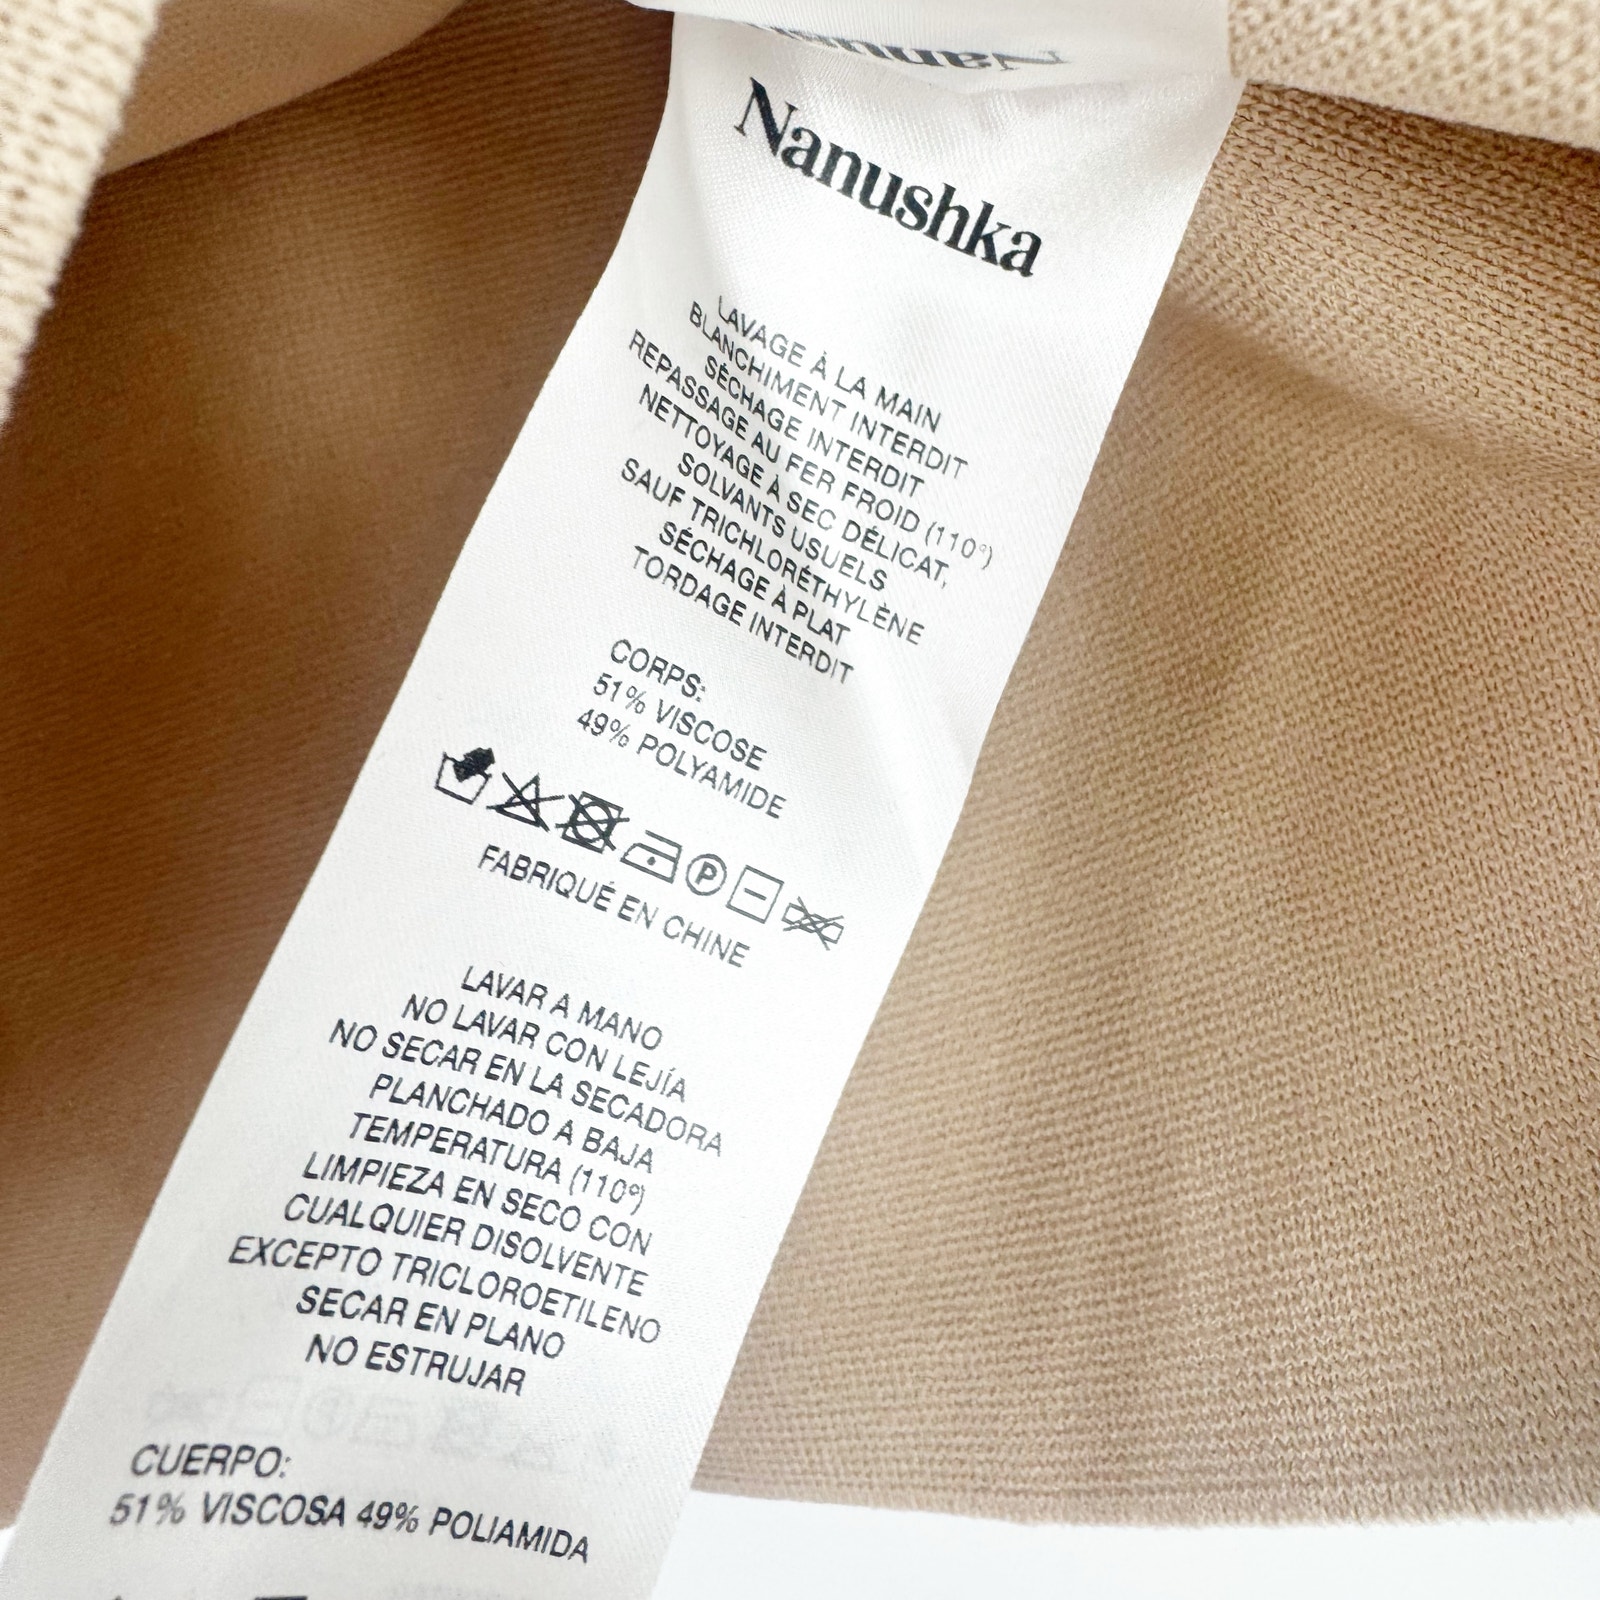 Nanushka
LAVAGE À LA MAIN
BLANCHIMENT INTERDIT
SÉCHAGE INTERDIT
REPASSAGE AU FER FROID (110°)
NETTOYAGE À SEC DÉLICAT,
SOLVANTS USUELS
SAUF TRICHLORÉTHYLÈNE
SÉCHAGE À PLAT
TORDAGE INTERDIT
CORPS:
51% VISCOSE
49% POLYAMIDE
P
FABRIQUÉ EN CHINE
LAVAR A MANO
NO LAVAR CON LEJÍA
NO SECAR EN LA SECADORA
PLANCHADO A BAJA
TEMPERATURA (110º)
LIMPIEZA EN SECO CON
CUALQUIER DISOLVENTE
EXCEPTO TRICLOROETILENO
SECAR EN PLANO
NO ESTRUJAR
CUERPO:
51% VISCOSA 49% POLIAMIDA